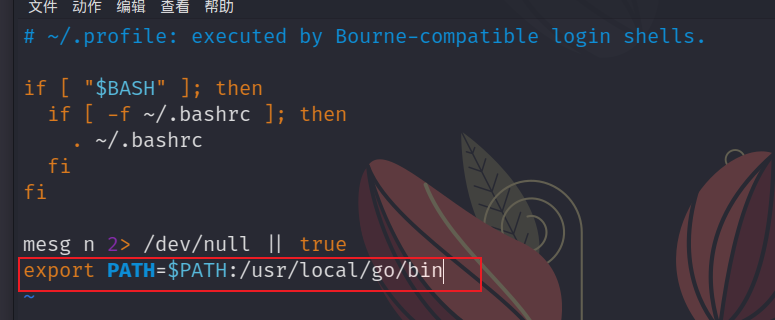 文件 动作 编辑 查看 帮助
# ~/.profile: executed by Bourne-compatible login shells.
if [ "$BASH" ]; then
  if [ -f ~/.bashrc ]; then
    . ~/.bashrc
  fi
fi
mesg n 2> /dev/null || true
export PATH=$PATH:/usr/local/go/bin
~